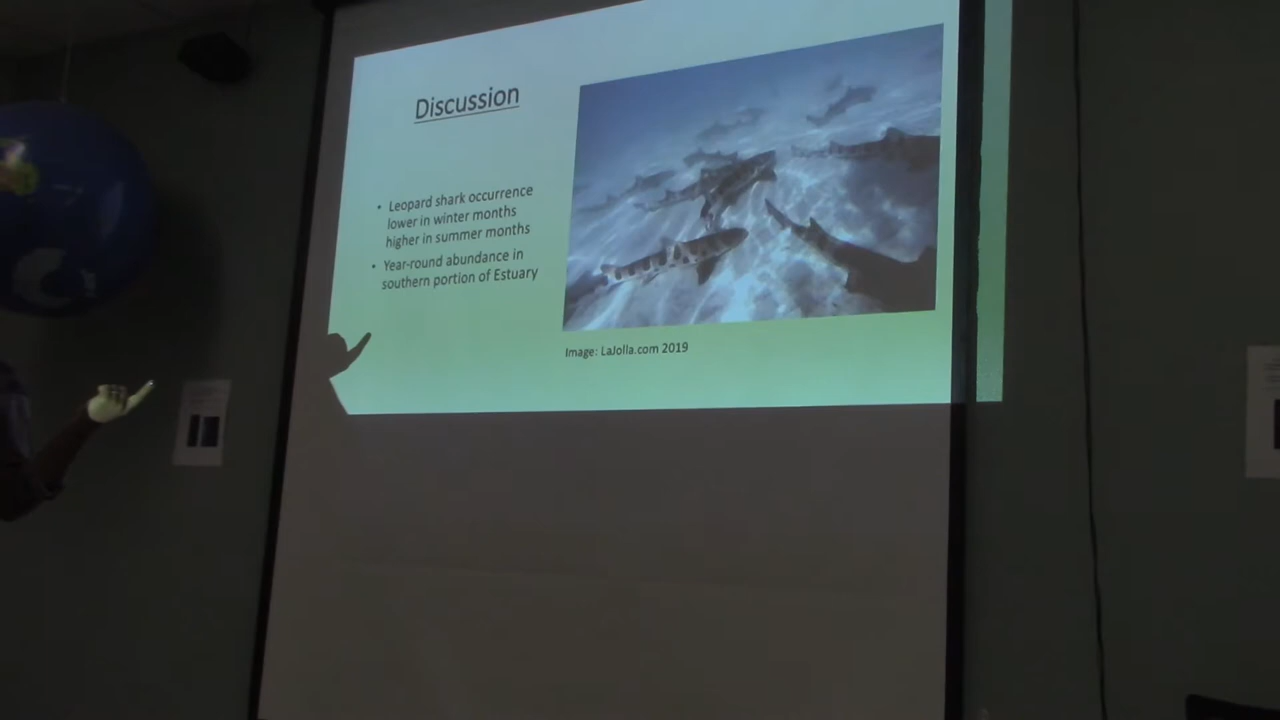 Discussion
• Leopard shark occurrence
lower in winter months
higher in summer months
• Year-round abundance in
southern portion of Estuary
Image: LaJolla.com 2019